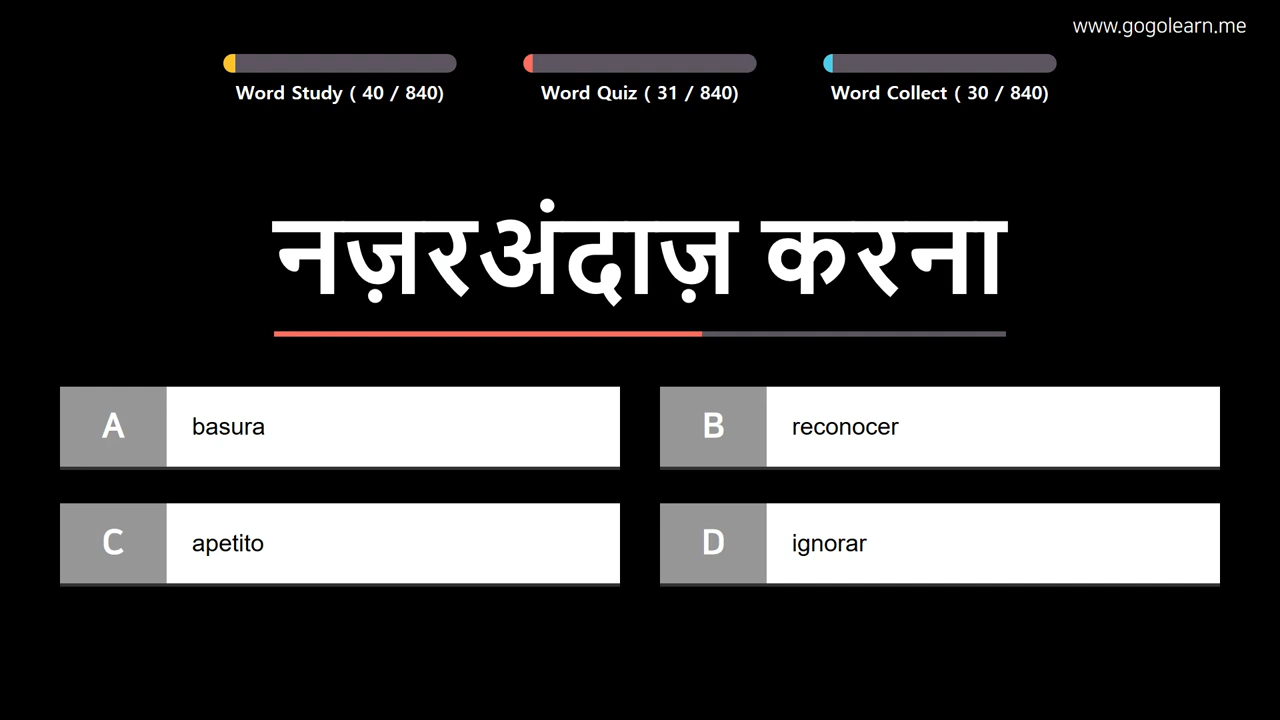 www.gogolearn.me
Word Study ( 40 / 840)
Word Quiz ( 31 / 840)
Word Collect ( 30 / 840)
नज़रअंदाज़ करना
A basura
B reconocer
C apetito
D ignorar